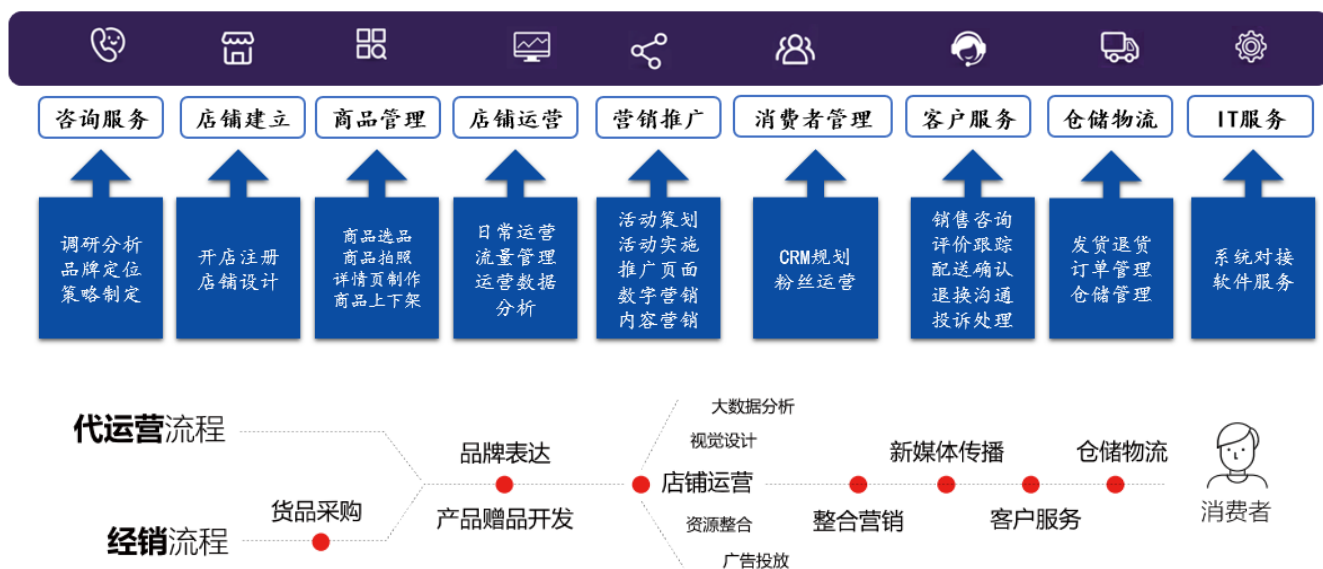 咨询服务
店铺建立
商品管理
店铺运营
营销推广
消费者管理
客户服务
仓储物流
IT服务
调研分析
品牌定位
策略制定
开店注册
店铺设计
商品选品
商品拍照
详情页制作
商品上下架
日常运营
流量管理
运营数据
分析
活动策划
活动实施
推广页面
数字营销
内容营销
CRM规划
粉丝运营
销售咨询
评价跟踪
配送确认
退换沟通
投诉处理
发货退货
订单管理
仓储管理
系统对接
软件服务
代运营流程
经销流程
货品采购
品牌表达
产品赠品开发
大数据分析
视觉设计
店铺运营
资源整合
广告投放
整合营销
新媒体传播
客户服务
仓储物流
消费者